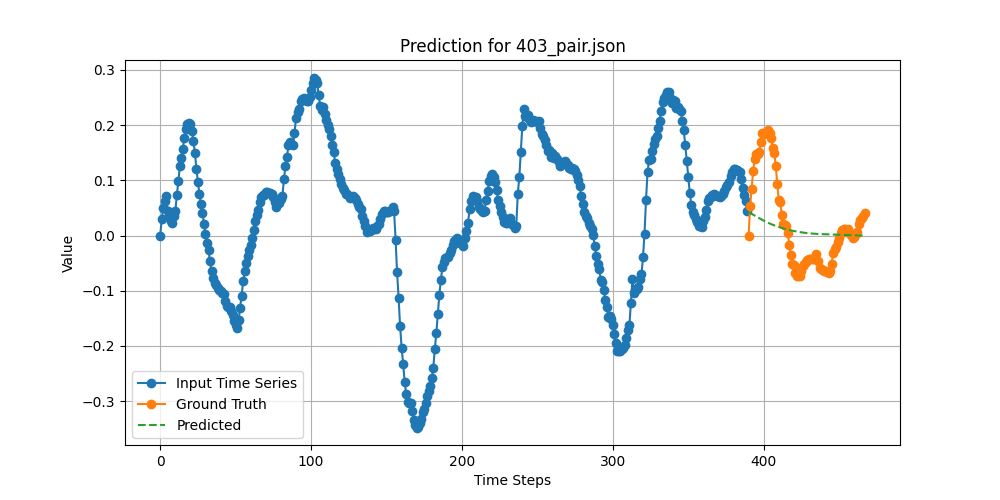 Prediction for 403_pair.json
Value
0.3
0.2
0.1
0.0
−0.1
−0.2
−0.3
Input Time Series
Ground Truth
Predicted
0
100
200
300
400
Time Steps